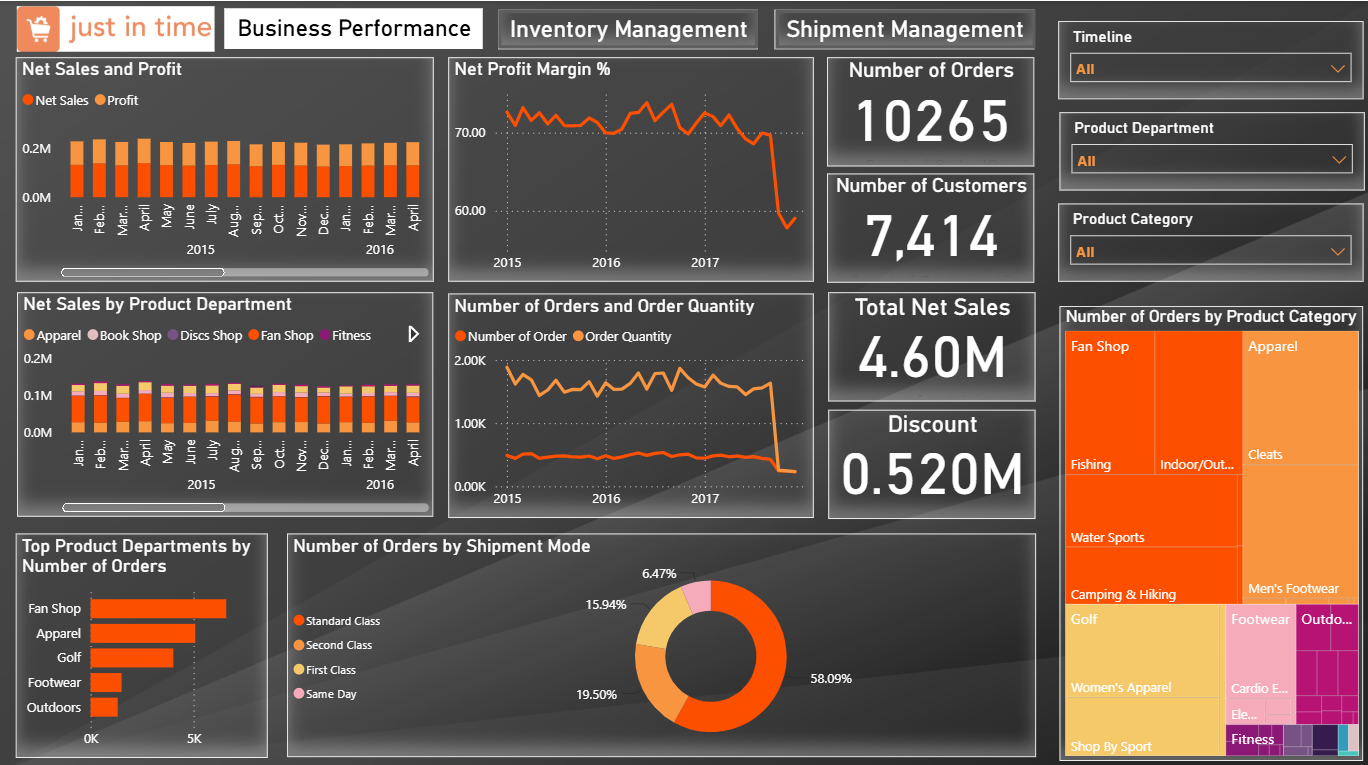 just in time
Business Performance
Inventory Management
Shipment Management
Net Sales and Profit
Net Sales Profit
0.2M
0.0M
Jan... Feb... Mar... April May June July Aug... Sep... Oct... Nov... Dec... Jan... Feb... Mar... April
2015 2016
Net Profit Margin %
70.00
60.00
2015 2016 2017
Number of Orders
10265
Number of Customers
7,414
Timeline
All
Product Department
All
Product Category
All
Net Sales by Product Department
Apparel Book Shop Discs Shop Fan Shop Fitness
0.2M
0.1M
0.0M
Jan... Feb... Mar... April May June July Aug... Sep... Oct... Nov... Dec... Jan... Feb... Mar... April
2015 2016
Number of Orders and Order Quantity
Number of Order Order Quantity
2.00K
1.00K
0.00K
2015 2016 2017
Total Net Sales
4.60M
Discount
0.520M
Top Product Departments by
Number of Orders
Fan Shop
Apparel
Golf
Footwear
Outdoors
0K 5K
Number of Orders by Shipment Mode
Standard Class
Second Class
First Class
Same Day
6.47%
15.94%
19.50%
58.09%
Number of Orders by Product Category
Fan Shop
Apparel
Fishing
Indoor/Out...
Cleats
Water Sports
Camping & Hiking
Men's Footwear
Golf
Footwear
Outdo...
Women's Apparel
Cardio E...
Ele...
Shop By Sport
Fitness